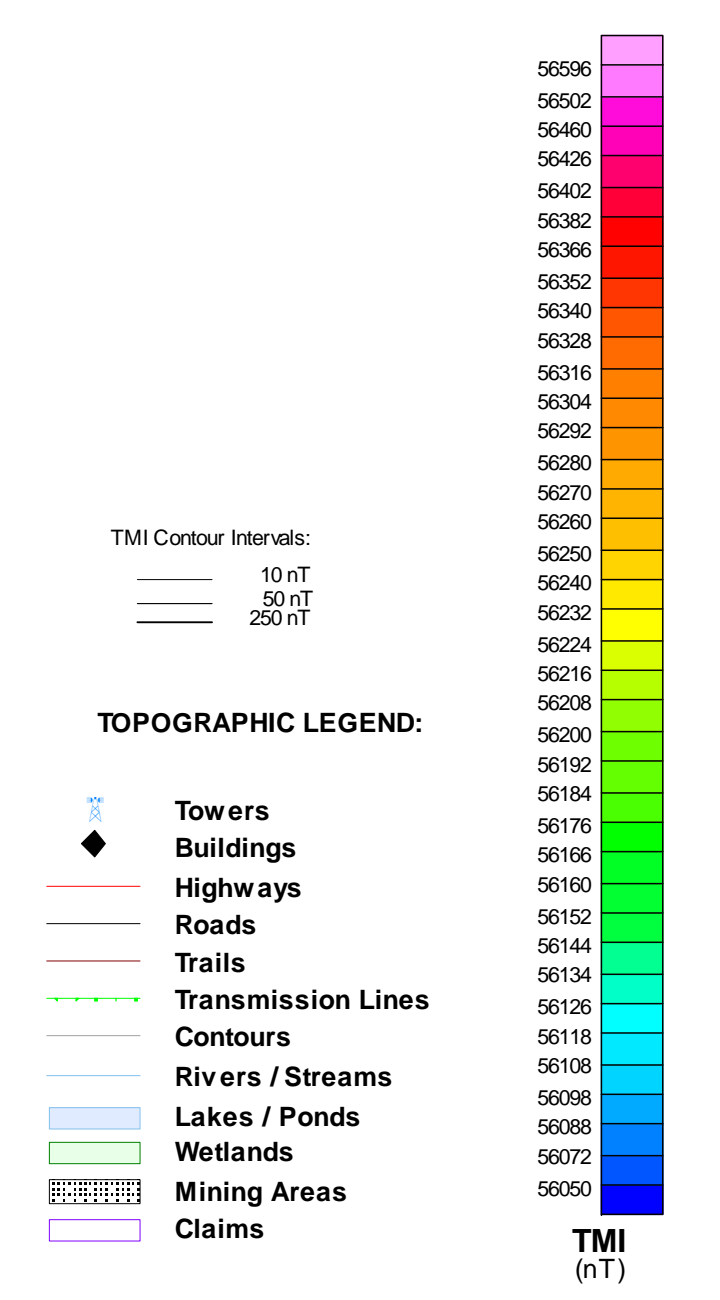 56596
56502
56460
56426
56402
56382
56366
56352
56340
56328
56316
56304
56292
56280
56270
56260
56250
56240
56232
56224
56216
56208
56200
56192
56184
56176
56166
56160
56152
56144
56134
56126
56118
56108
56098
56088
56072
56050
TMI
(nT)
TMI Contour Intervals:
10 nT
50 nT
250 nT
TOPOGRAPHIC LEGEND:
Towers
Buildings
Highways
Roads
Trails
Transmission Lines
Contours
Rivers / Streams
Lakes / Ponds
Wetlands
Mining Areas
Claims